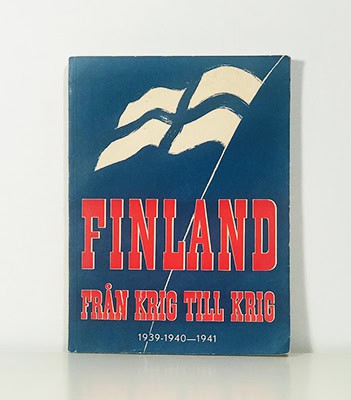 FINLAND
FRÅN KRIG TILL KRIG
1939-1940—1941